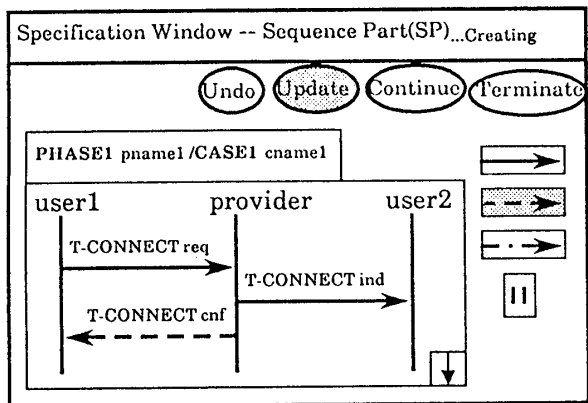 Specification Window -- Sequence Part(SP)...Creating
Undo Update Continue Terminate
PHASE1 pname1 /CASE1 cname1
user1 provider user2
T-CONNECT req
T-CONNECT ind
T-CONNECT cnf